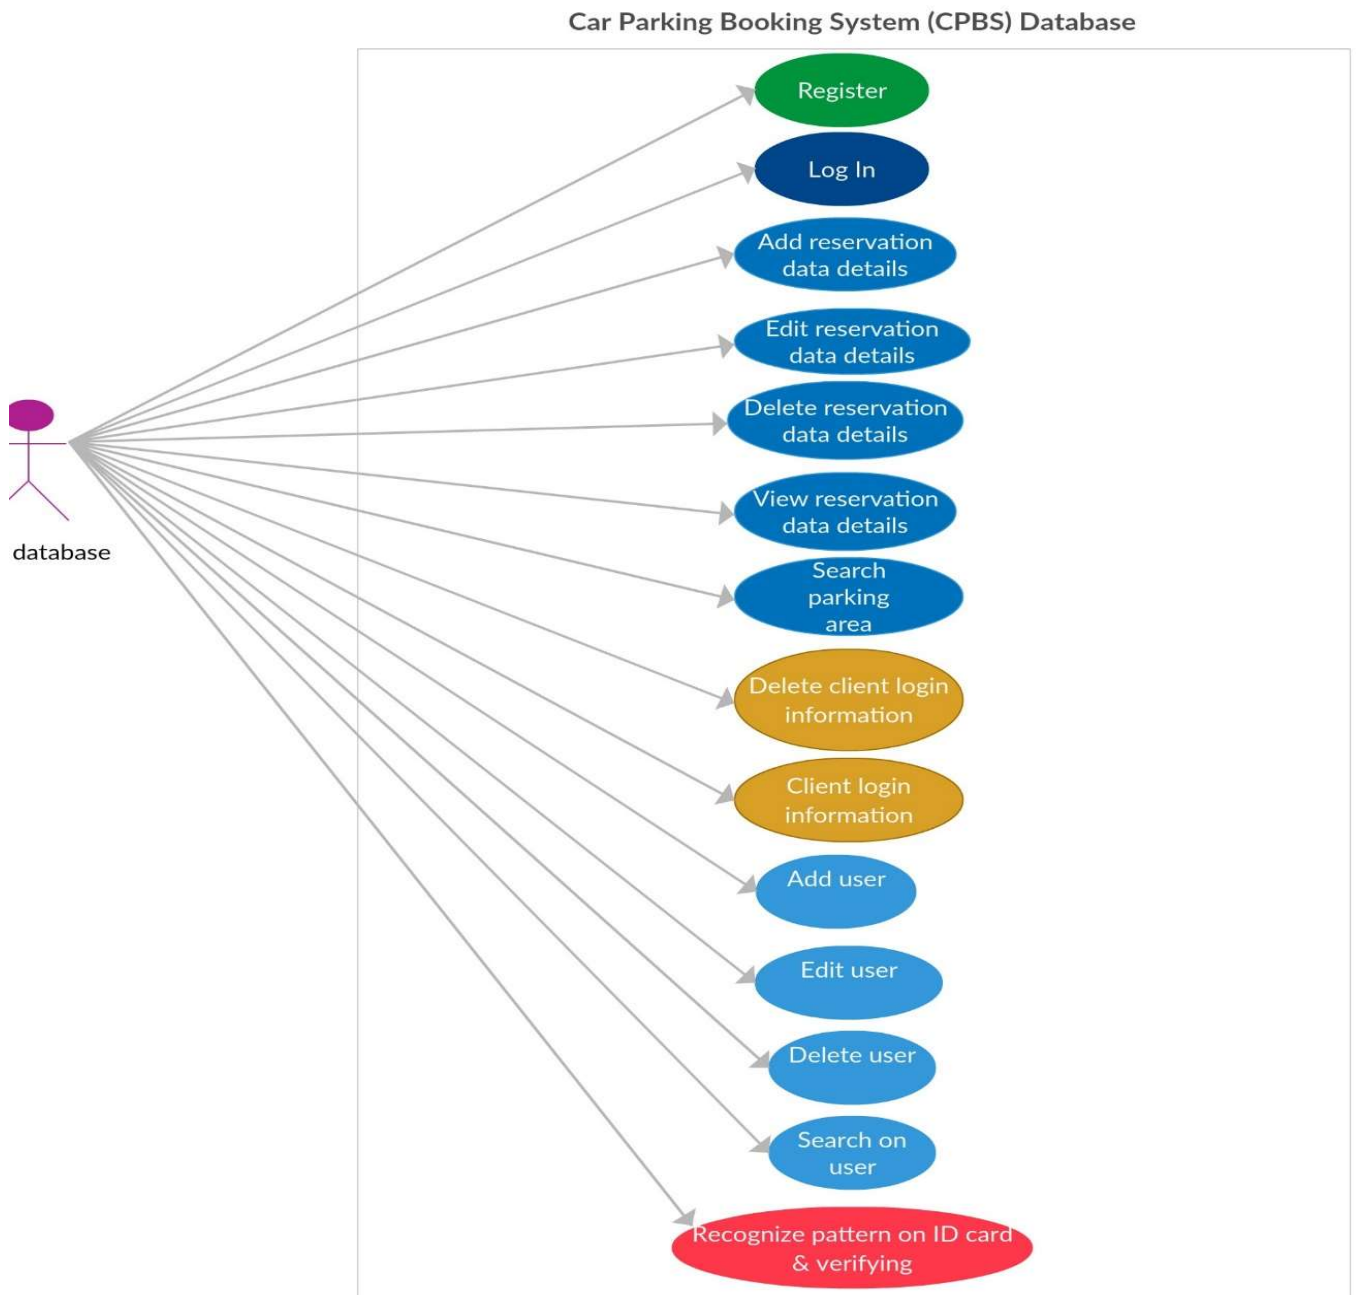 Car Parking Booking System (CPBS) Database
Register
Log In
Add reservation
data details
Edit reservation
data details
Delete reservation
data details
View reservation
data details
Search
parking
area
Delete client login
information
Client login
information
Add user
Edit user
Delete user
Search on
user
Recognize pattern on ID card
& verifying
database